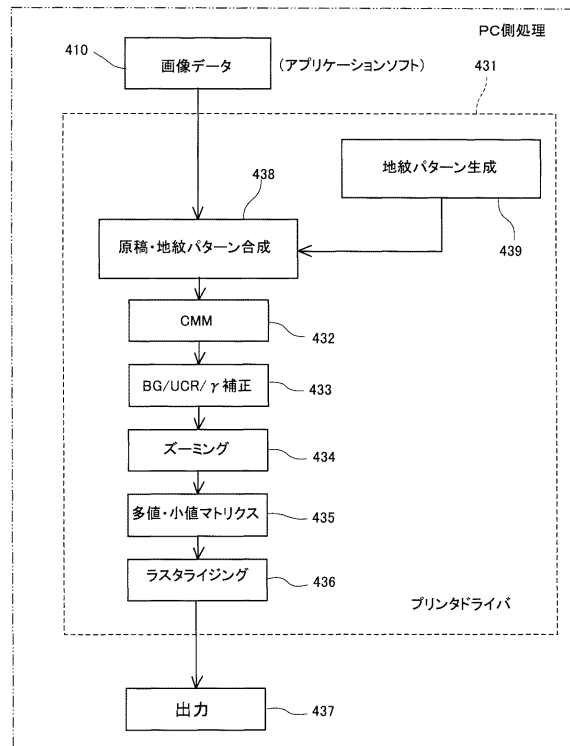 PC側処理
410
画像データ
(アプリケーションソフト)
431
地紋パターン生成
438
439
原稿・地紋パターン合成
CMM
432
BG/UCR/γ補正
433
ズーミング
434
多値・小値マトリクス
435
ラスタライジング
436
プリンタドライバ
出力
437